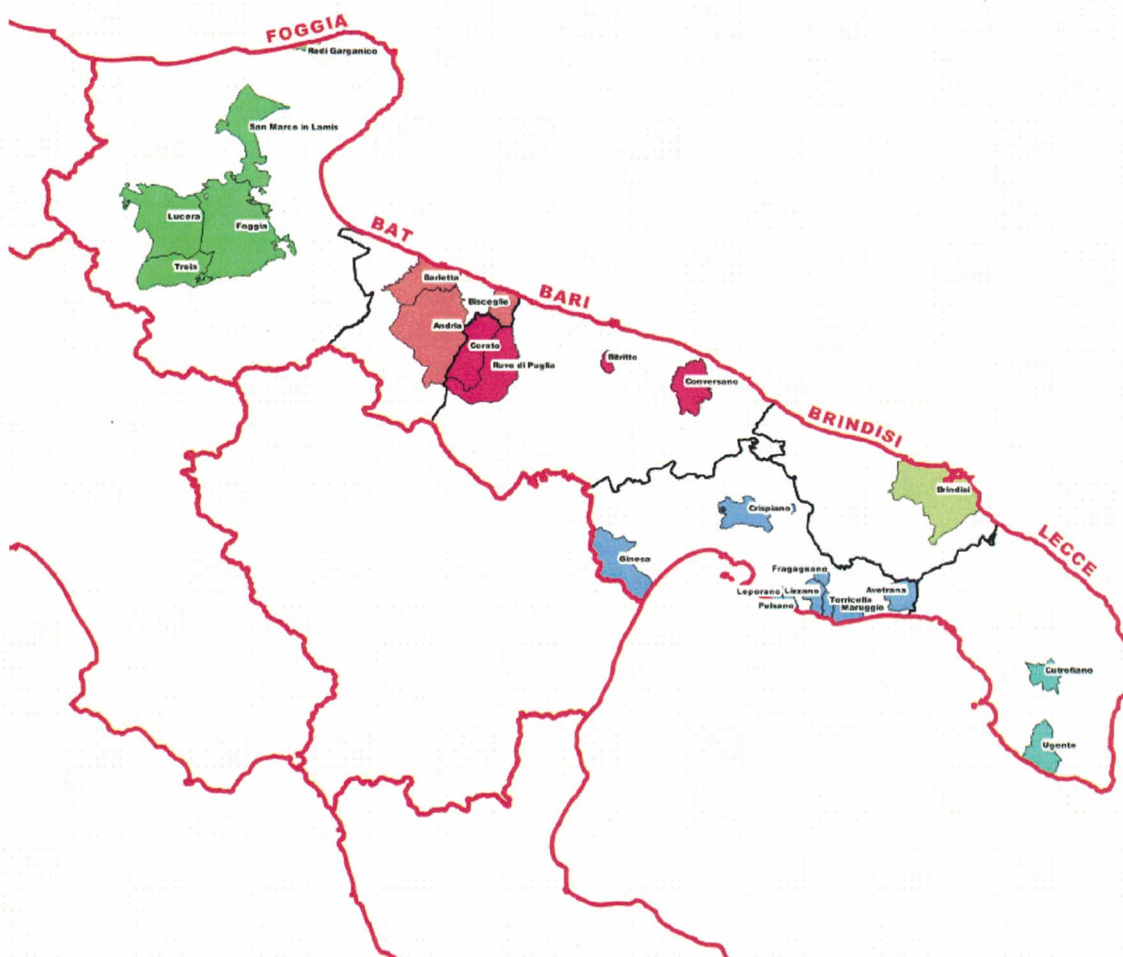 FOGGIA
Rodi Garganico
San Marco in Lamis
Lucera
Foggia
Troia
BAT
Barletta
Bisceglie
BARI
Andria
Corato
Ruvo di Puglia
Bitritto
Conversano
BRINDISI
Brindisi
Crispiano
LECCE
Ginosa
Fragagnano
Leporano
Lizzano
Avetrana
Pulsano
Torricella
Maruggio
Cutrofiano
Ugento